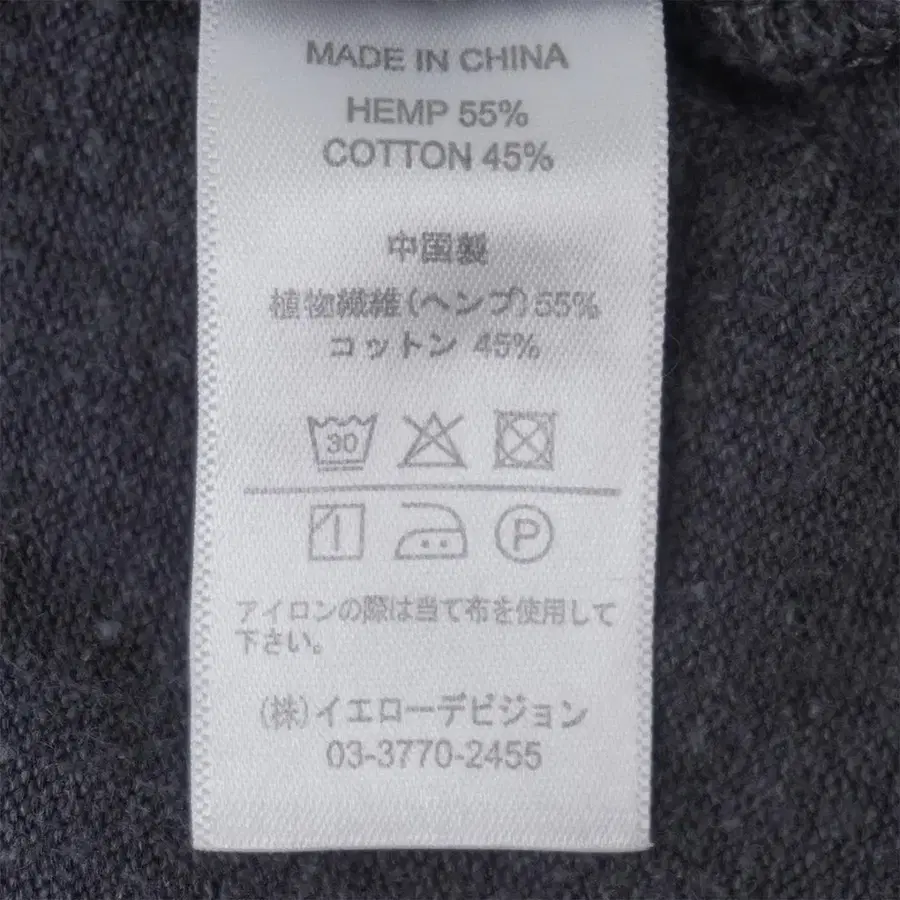 MADE IN CHINA
HEMP 55%
COTTON 45%
中国製
植物繊維(ヘンプ)55%
コットン 45%
30
P
アイロンの際は当て布を使用して
下さい。
(株)イエローデビジョン
03-3770-2455